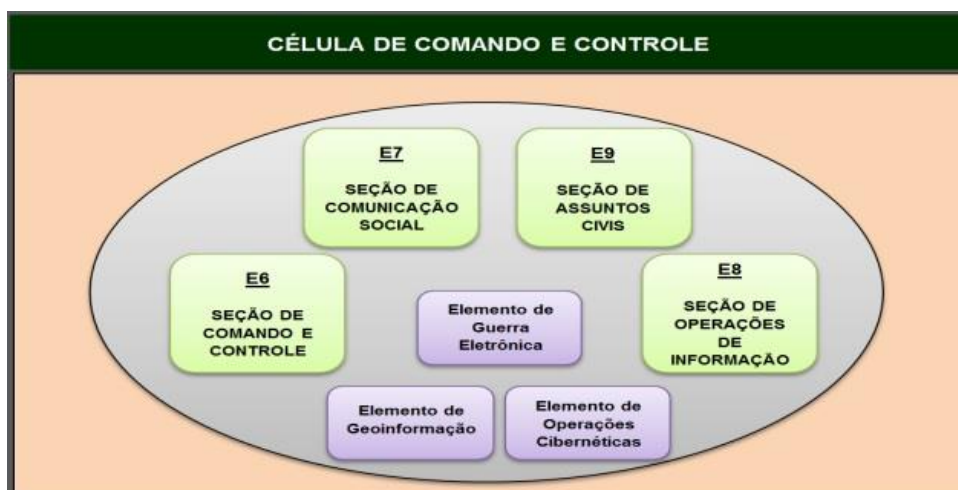 CÉLULA DE COMANDO E CONTROLE
E7
SEÇÃO DE
COMUNICAÇÃO
SOCIAL
E9
SEÇÃO DE
ASSUNTOS
CIVIS
E6
SEÇÃO DE
COMANDO E
CONTROLE
Elemento de
Guerra
Eletrônica
E8
SEÇÃO DE
OPERAÇÕES
DE
INFORMAÇÃO
Elemento de
Geoinformação
Elemento de
Operações
Cibernéticas